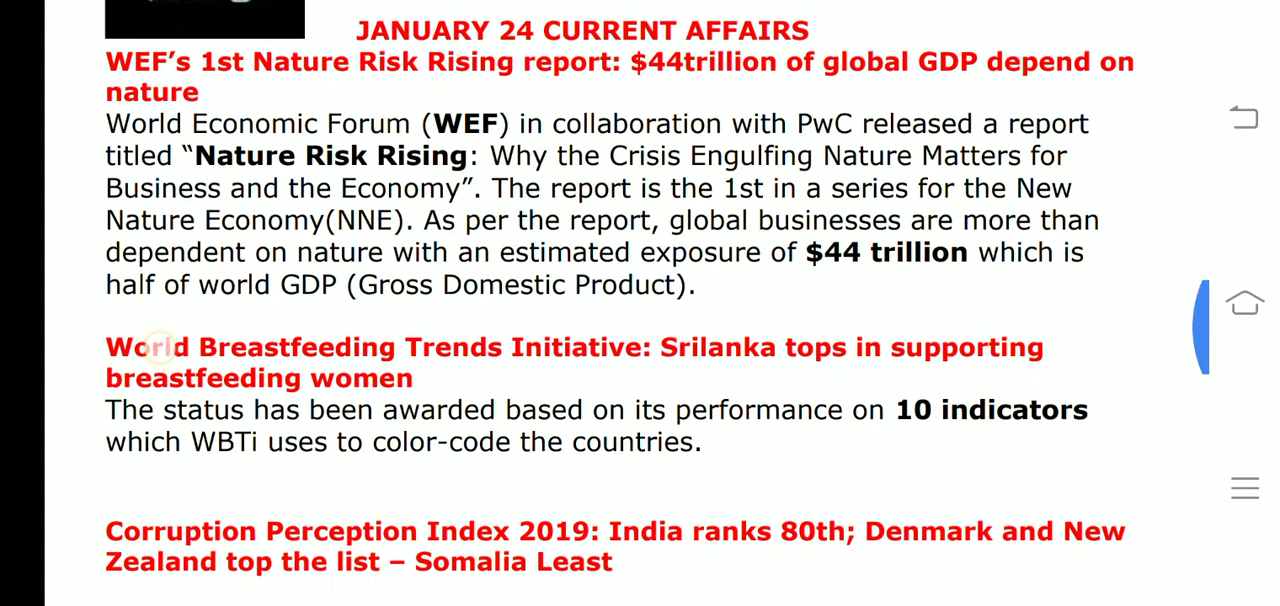 JANUARY 24 CURRENT AFFAIRS
WEF’s 1st Nature Risk Rising report: $44trillion of global GDP depend on
nature
World Economic Forum (WEF) in collaboration with PwC released a report
titled “Nature Risk Rising: Why the Crisis Engulfing Nature Matters for
Business and the Economy”. The report is the 1st in a series for the New
Nature Economy(NNE). As per the report, global businesses are more than
dependent on nature with an estimated exposure of $44 trillion which is
half of world GDP (Gross Domestic Product).
World Breastfeeding Trends Initiative: Srilanka tops in supporting
breastfeeding women
The status has been awarded based on its performance on 10 indicators
which WBTi uses to color-code the countries.
Corruption Perception Index 2019: India ranks 80th; Denmark and New
Zealand top the list – Somalia Least